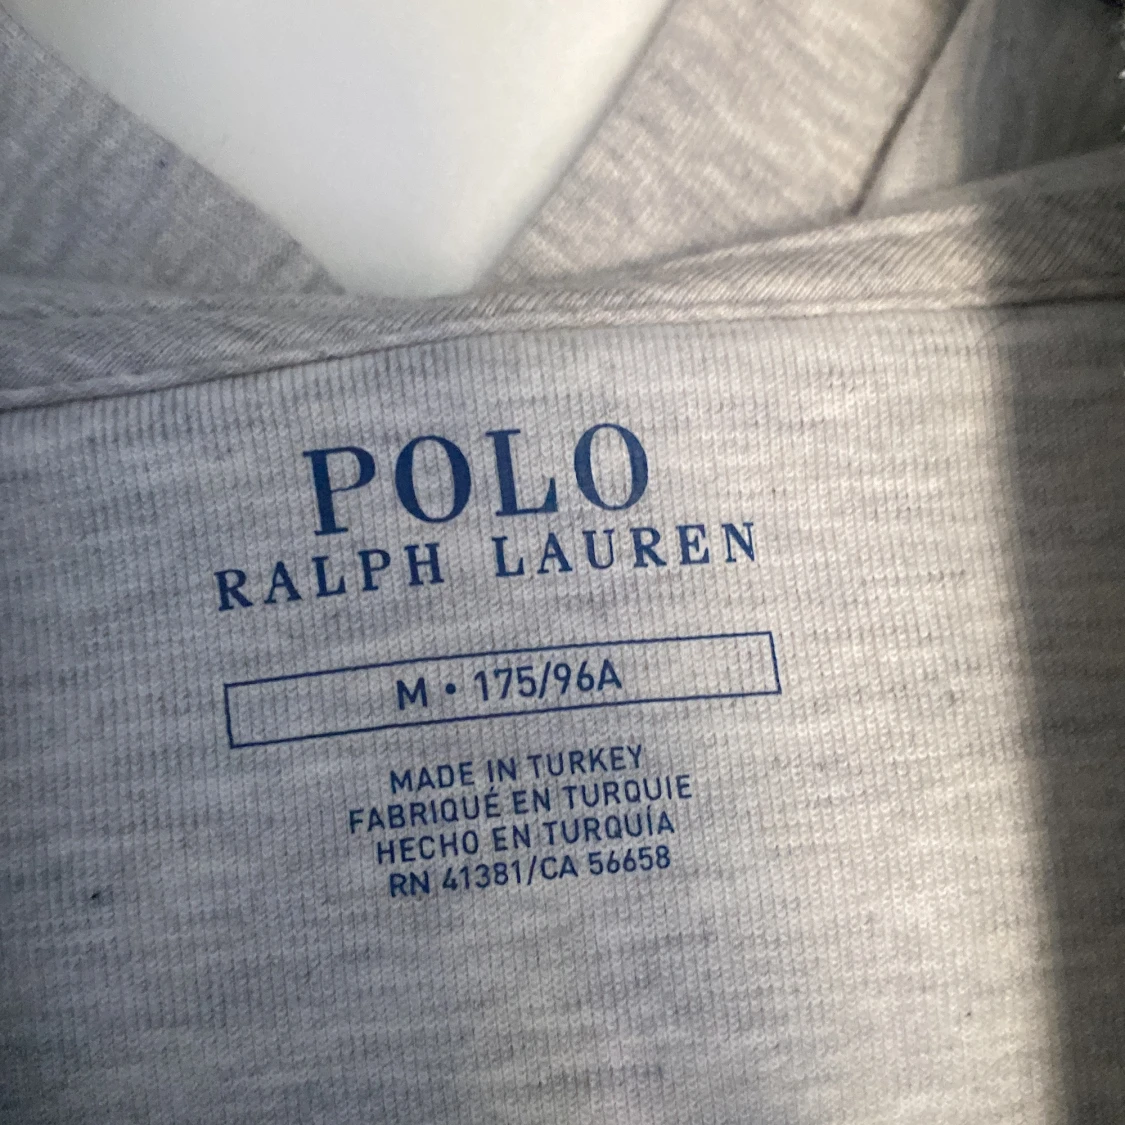 POLO
RALPH LAUREN
M • 175/96A
MADE IN TURKEY
FABRIQUÉ EN TURQUIE
HECHO EN TURQUÍA
RN 41381/CA 56658